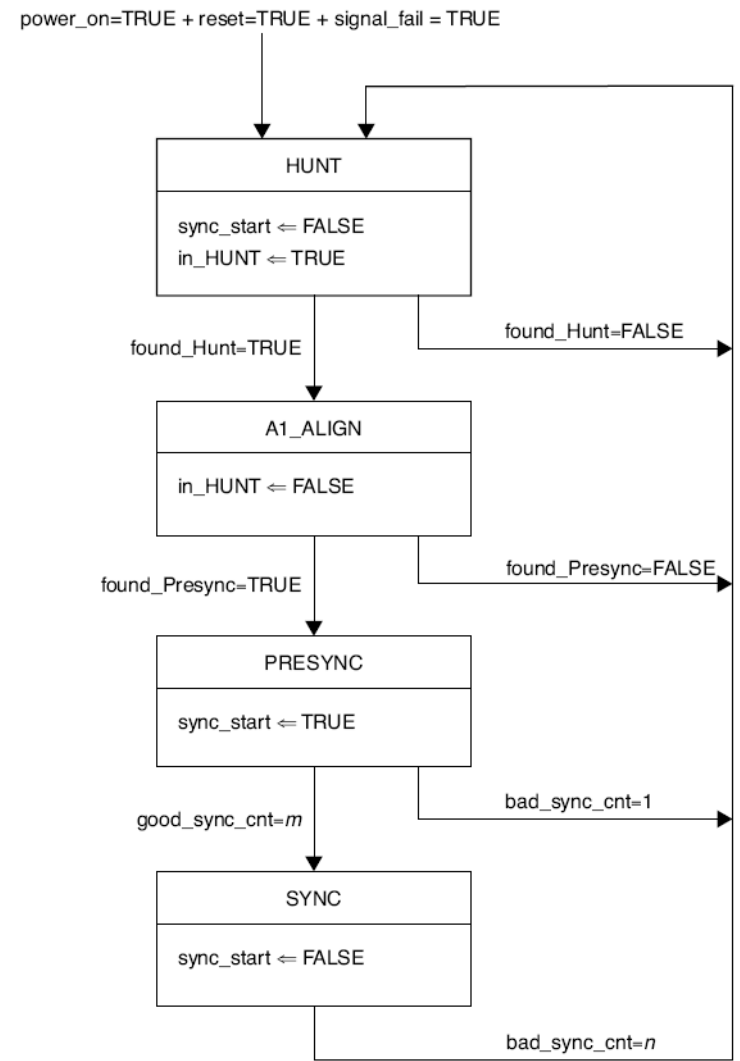 power_on=TRUE + reset=TRUE + signal_fail = TRUE
HUNT
sync_start ⇐ FALSE
in_HUNT ⇐ TRUE
found_Hunt=TRUE
found_Hunt=FALSE
A1_ALIGN
in_HUNT ⇐ FALSE
found_Presync=TRUE
found_Presync=FALSE
PRESYNC
sync_start ⇐ TRUE
good_sync_cnt=m
bad_sync_cnt=1
SYNC
sync_start ⇐ FALSE
bad_sync_cnt=n